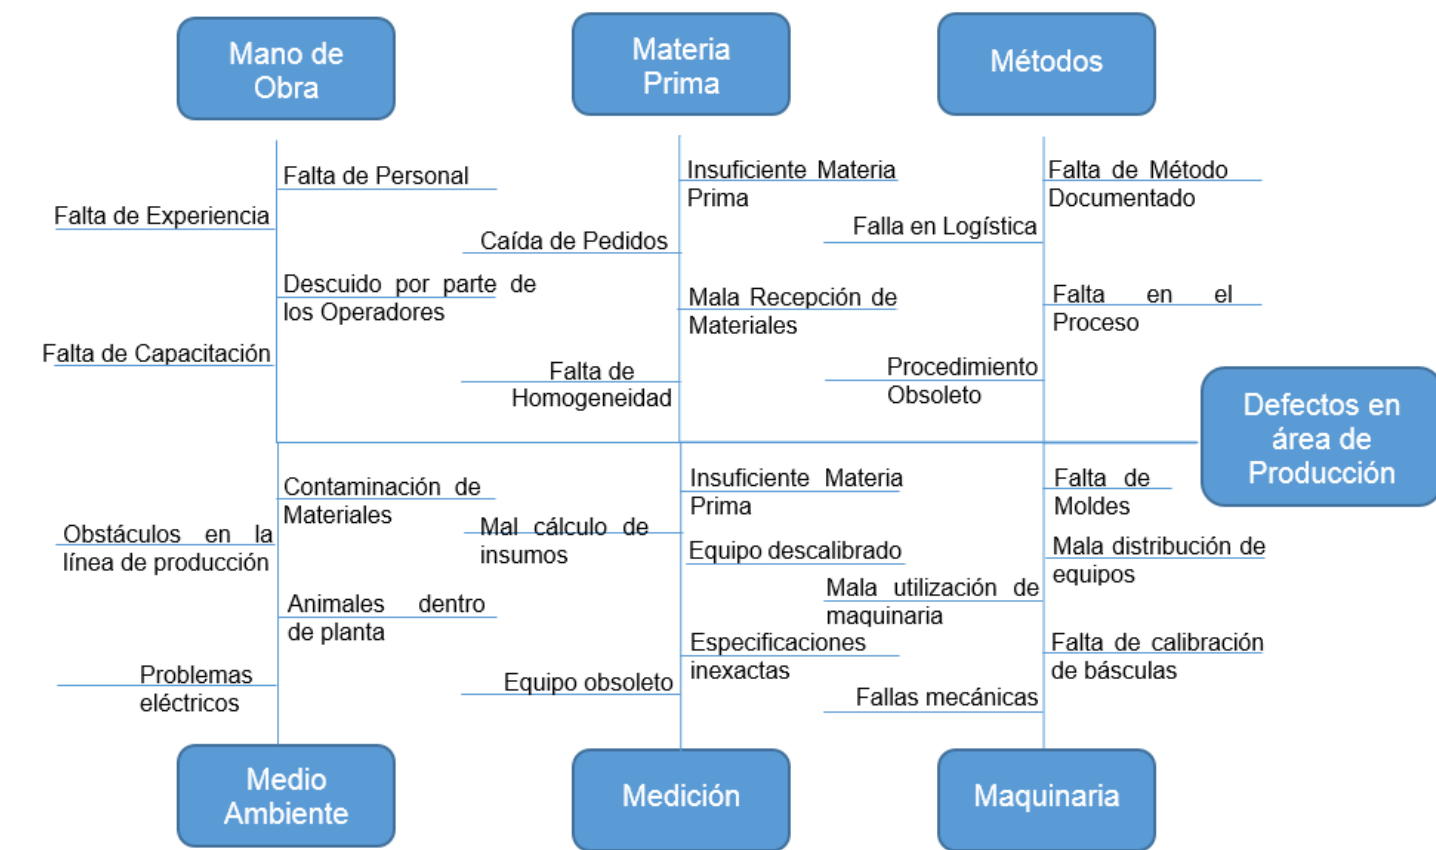 Mano de
Obra
Materia
Prima
Métodos
Falta de Personal
Falta de Experiencia
Descuido por parte de
los Operadores
Falta de Capacitación
Insuficiente Materia
Prima
Caída de Pedidos
Mala Recepción de
Materiales
Falta de
Homogeneidad
Falta de Método
Documentado
Falla en Logística
Falta en el
Proceso
Procedimiento
Obsoleto
Defectos en
área de
Producción
Contaminación de
Materiales
Obstáculos en la
línea de producción
Animales dentro
de planta
Problemas
eléctricos
Insuficiente Materia
Prima
Mal cálculo de
insumos
Equipo descalibrado
Especificaciones
inexactas
Equipo obsoleto
Falta de
Moldes
Mala distribución de
equipos
Mala utilización de
maquinaria
Falta de calibración
de básculas
Fallas mecánicas
Medio
Ambiente
Medición
Maquinaria